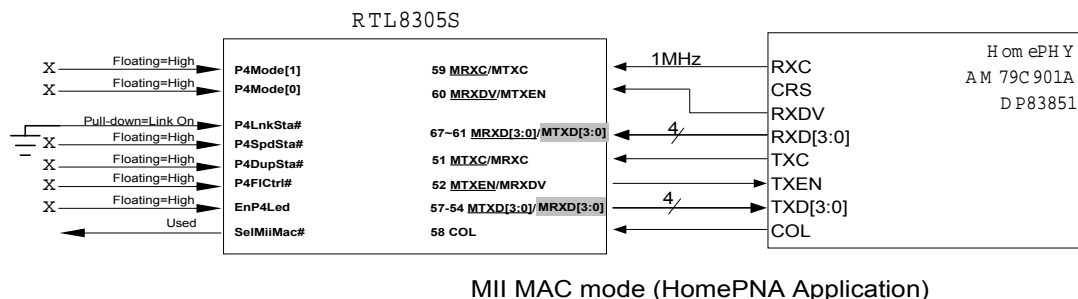 RTL8305S
X Floating=High P4Mode[1]
X Floating=High P4Mode[0]
Pull-down=Link On P4LnkSta#
X Floating=High P4SpdSta#
X Floating=High P4DupSta#
X Floating=High P4FlCtrl#
X Floating=High EnP4Led
Used SelMiiMac#
59 MRXC/MTXC
60 MRXDV/MTXEN
67~61 MRXD[3:0]/MTXD[3:0]
51 MTXC/MRXC
52 MTXEN/MRXDV
57-54 MTXD[3:0]/MRXD[3:0]
58 COL
1MHz
4
4
HomePHY
AM79C901A
DP83851
RXC
CRS
RXDV
RXD[3:0]
TXC
TXEN
TXD[3:0]
COL
MII MAC mode (HomePNA Application)